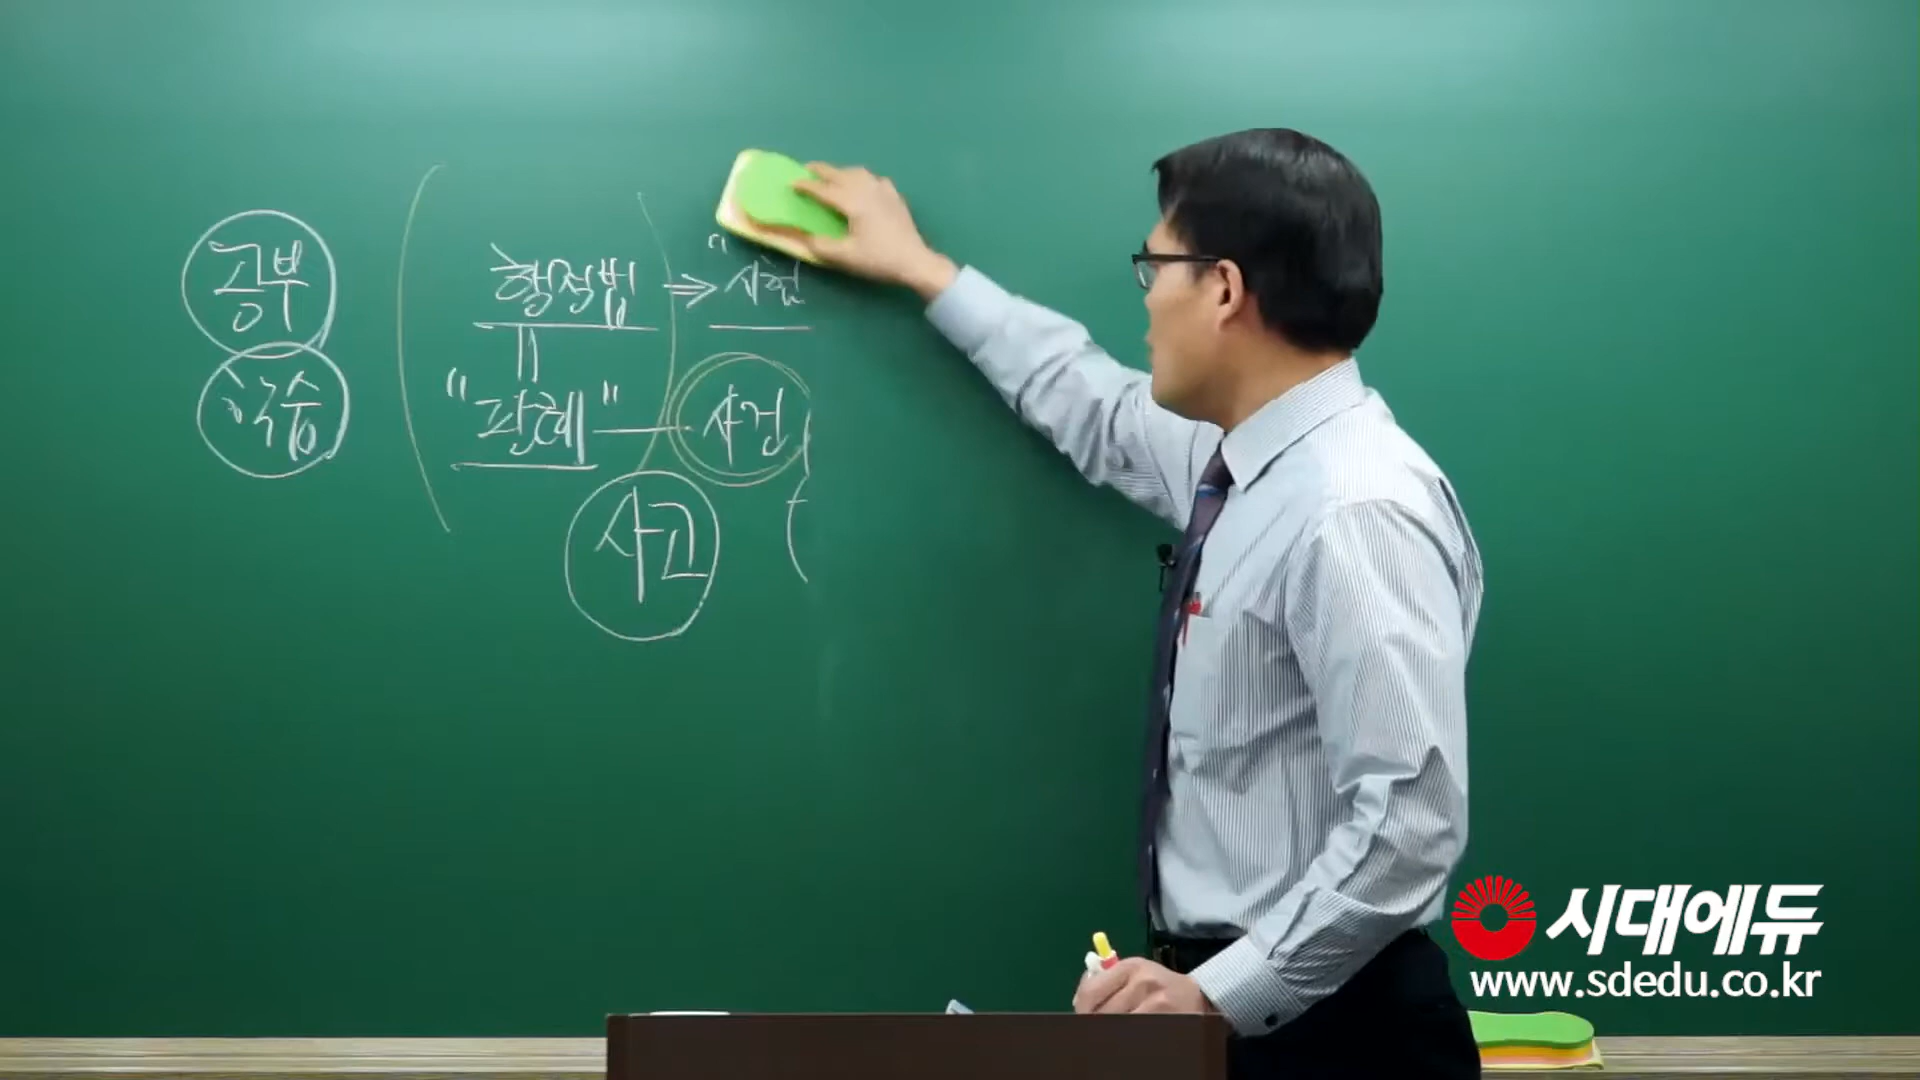 공부
학습
행정법 ⇒ "시험
"판례" — 사건
사고
시대에듀
www.sdedu.co.kr